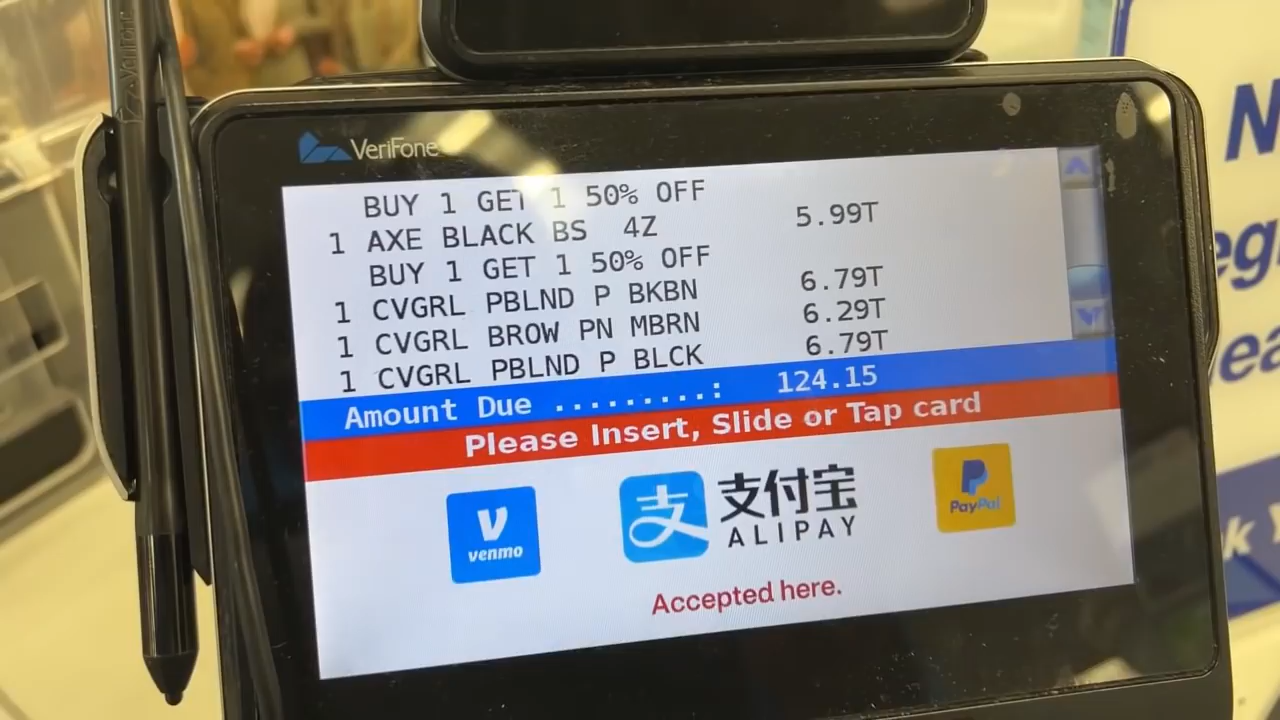 VeriFone
BUY 1 GET 1 50% OFF
1 AXE BLACK BS 4Z 5.99T
BUY 1 GET 1 50% OFF
1 CVGRL PBLND P BKBN 6.79T
1 CVGRL BROW PN MBRN 6.29T
1 CVGRL PBLND P BLCK 6.79T
Amount Due .........: 124.15
Please Insert, Slide or Tap card
venmo
支 支付宝
ALIPAY
PayPal
Accepted here.